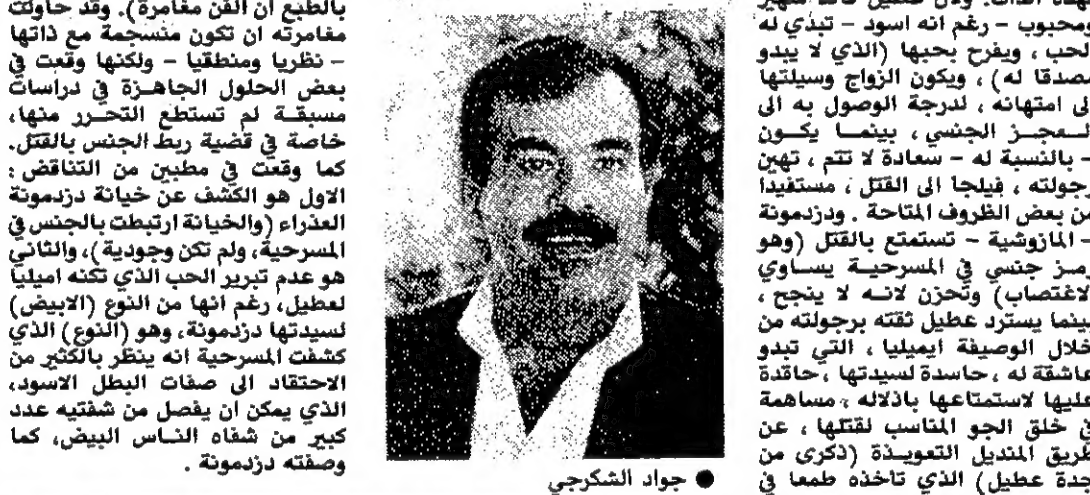 ومحبوب – رغم انه اسود – تبدي له
الحب ، ويفرح بحبها (الذي لا يبدو
مصدقا له) ، ويكون الزواج وسيلتها
الى امتهانه ، لدرجة الوصول به الى
العجز الجنسي ، بينما يكون
– بالنسبة له – سعادة لا تتم ، تهين
رجولته ، فيلجأ الى القتل ، مستفيدا
من بعض الظروف المتاحة . ودزدمونة
– المازوشية – تستمتع بالقتل (وهو
رمز جنسي في المسرحية يساوي
الاغتصاب) وتحزن لانه لا ينجح ،
بينما يسترد عطيل ثقته برجولته من
خلال الوصيفة ايميليا ، التي تبدو
عاشقة له ، حاسدة لسيدتها ، حاقدة
عليها لاستمتاعها باذلاله ، مساهمة
في خلق الجو المناسب لقتلها ، عن
طريق المنديل التعويذة (ذكرى من
جدة عطيل) الذي تأخذه طمعا في
● جواد الشكرجي
بالطبع ان الفن مغامرة). وقد حاولت
مغامرته ان تكون منسجمة مع ذاتها
– نظريا ومنطقيا – ولكنها وقعت في
بعض الحلول الجاهزة في دراسات
مسبقة لم تستطع التحرر منها،
خاصة في قضية ربط الجنس بالقتل.
كما وقعت في مطبين من التناقض :
الاول هو الكشف عن خيانة دزدمونة
العذراء (والخيانة ارتبطت بالجنس في
المسرحية، ولم تكن وجودية)، والثاني
هو عدم تبرير الحب الذي تكنه اميليا
لعطيل، رغم انها من النوع (الابيض)
لسيدتها دزدمونة، وهو (النوع) الذي
كشفت المسرحية انه ينظر بالكثير من
الاحتقاد الى صفات البطل الاسود،
الذي يمكن ان يفصل من شفتيه عدد
كبير من شفاه الناس البيض، كما
وصفته دزدمونة .